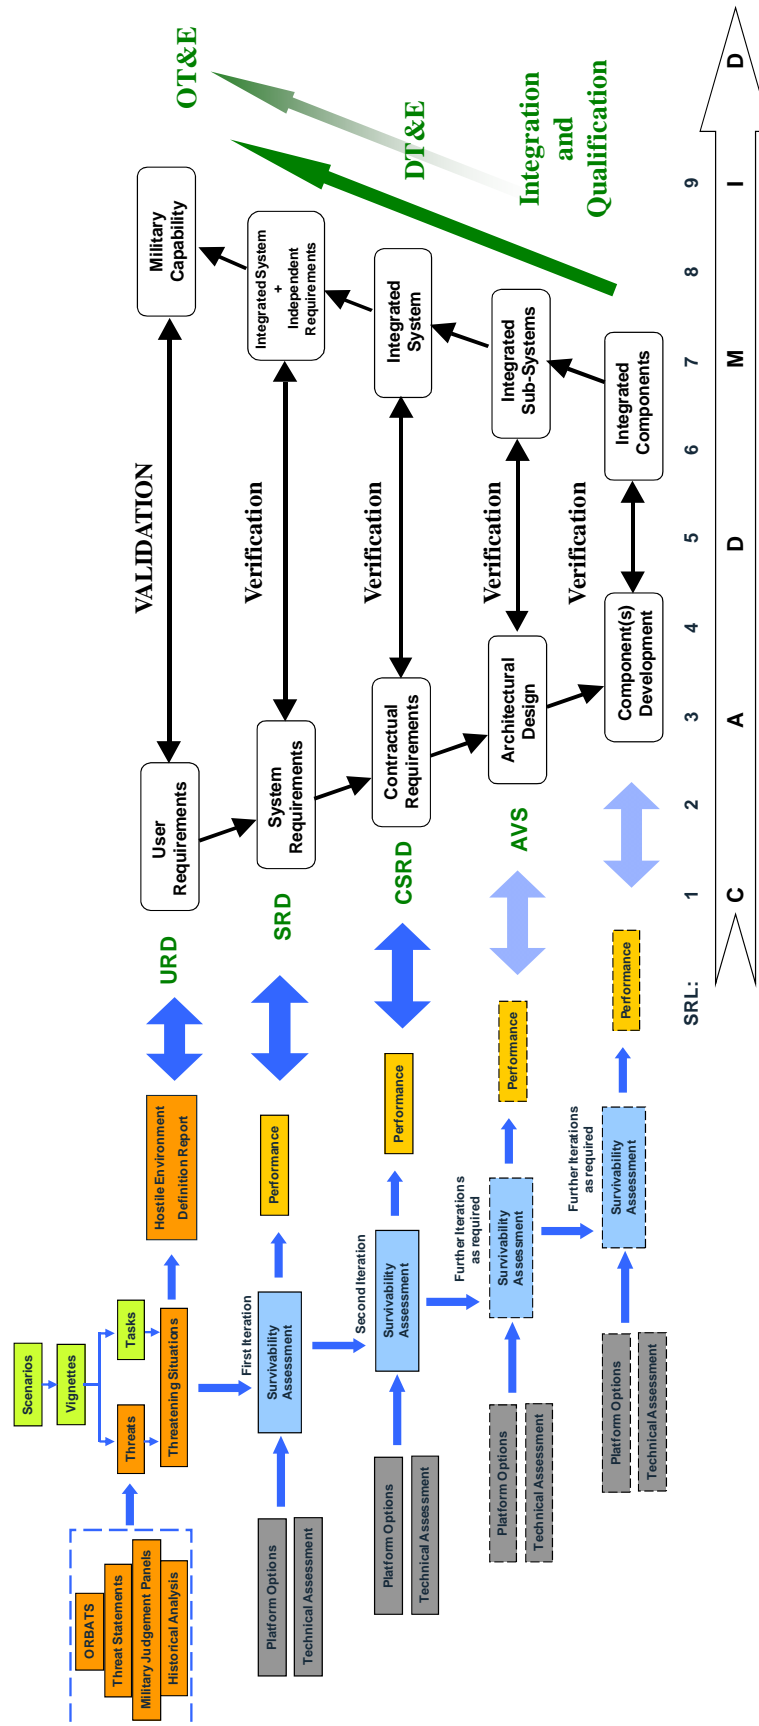 ORBATS
Threat Statements
Military Judgement Panels
Historical Analysis
Scenarios
Vignettes
Threats
Tasks
Threatening Situations
Hostile Environment
Definition Report
URD
User
Requirements
VALIDATION
Military
Capability
OT&E
Platform Options
Technical Assessment
First Iteration
Survivability
Assessment
Performance
SRD
System
Requirements
Verification
Integrated System
+
Independent
Requirements
Platform Options
Technical Assessment
Second Iteration
Survivability
Assessment
Performance
CSRD
Contractual
Requirements
Verification
Integrated
System
DT&E
Platform Options
Technical Assessment
Further Iterations
as required
Survivability
Assessment
Performance
AVS
Architectural
Design
Verification
Integrated
Sub-Systems
Integration
and
Qualification
Platform Options
Technical Assessment
Further Iterations
as required
Survivability
Assessment
Performance
Component(s)
Development
Verification
Integrated
Components
SRL: 1 2 3 4 5 6 7 8 9
C A D M I D